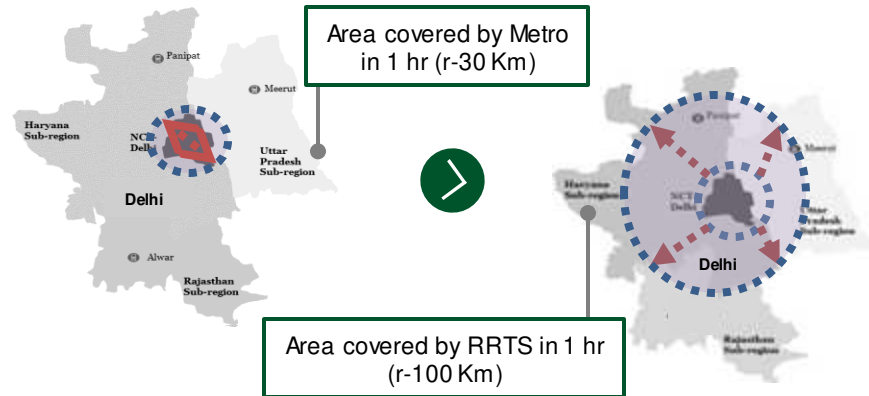 Area covered by Metro
in 1 hr (r-30 Km)
Panipat
Meerut
Haryana
Sub-region
NCT
Delhi
Uttar
Pradesh
Sub-region
Delhi
Alwar
Rajasthan
Sub-region
Panipat
Meerut
Haryana
Sub-region
NCT
Delhi
Uttar
Pradesh
Sub-region
Delhi
Rajasthan
Sub-region
Area covered by RRTS in 1 hr
(r-100 Km)